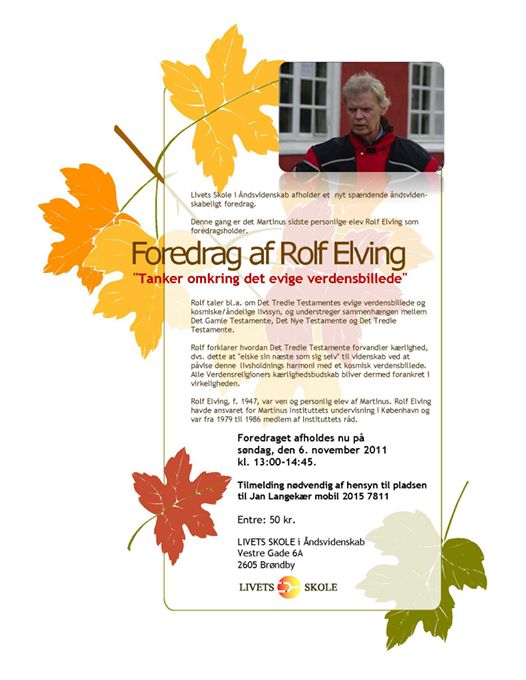 Livets Skole i Åndsvidenskab afholder et  nyt spændende åndsviden-
skabeligt foredrag.
Denne gang er det Martinus sidste personlige elev Rolf Elving som
foredragsholder.
Foredrag af Rolf Elving
"Tanker omkring det evige verdensbillede"
Rolf taler bl.a. om Det Tredie Testamentes evige verdensbillede og
kosmiske/åndelige livssyn, og understreger sammenhængen mellem
Det Gamle Testamente, Det Nye Testamente og Det Tredie
Testamente.
Rolf forklarer hvordan Det Tredie Testamente forvandler kærlighed,
dvs. dette at "elske sin næste som sig selv" til videnskab ved at
påvise denne  livsholdnings harmoni med et kosmisk verdensbillede.
Alle Verdensreligioners kærlighedsbudskab bliver dermed forankret i
virkeligheden.
Rolf Elving, f. 1947, var ven og personlig elev af Martinus. Rolf Elving
havde ansvaret for Martinus Instituttets undervisning i København og
var fra 1979 til 1986 medlem af Instituttets råd.
Foredraget afholdes nu på
søndag, den 6. november 2011
kl. 13:00-14:45.
Tilmelding nødvendig af hensyn til pladsen
til Jan Langekær mobil 2015 7811
Entre: 50 kr.
LIVETS SKOLE i Åndsvidenskab
Vestre Gade 6A
2605 Brøndby
LIVETS SKOLE